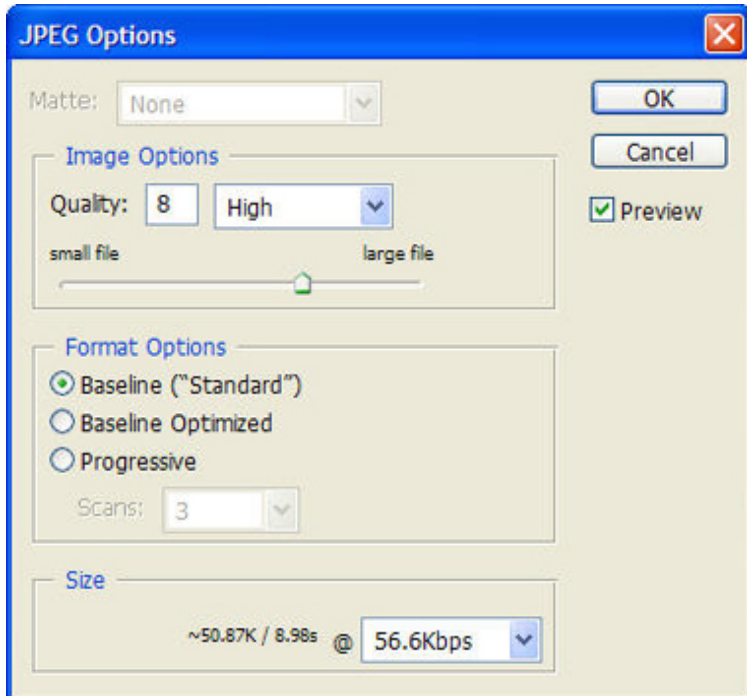 JPEG Options
Matte: None
OK
Image Options
Cancel
Quality: 8 High
Preview
small file large file
Format Options
Baseline (“Standard”)
Baseline Optimized
Progressive
Scans: 3
Size
~50.87K / 8.98s @ 56.6Kbps